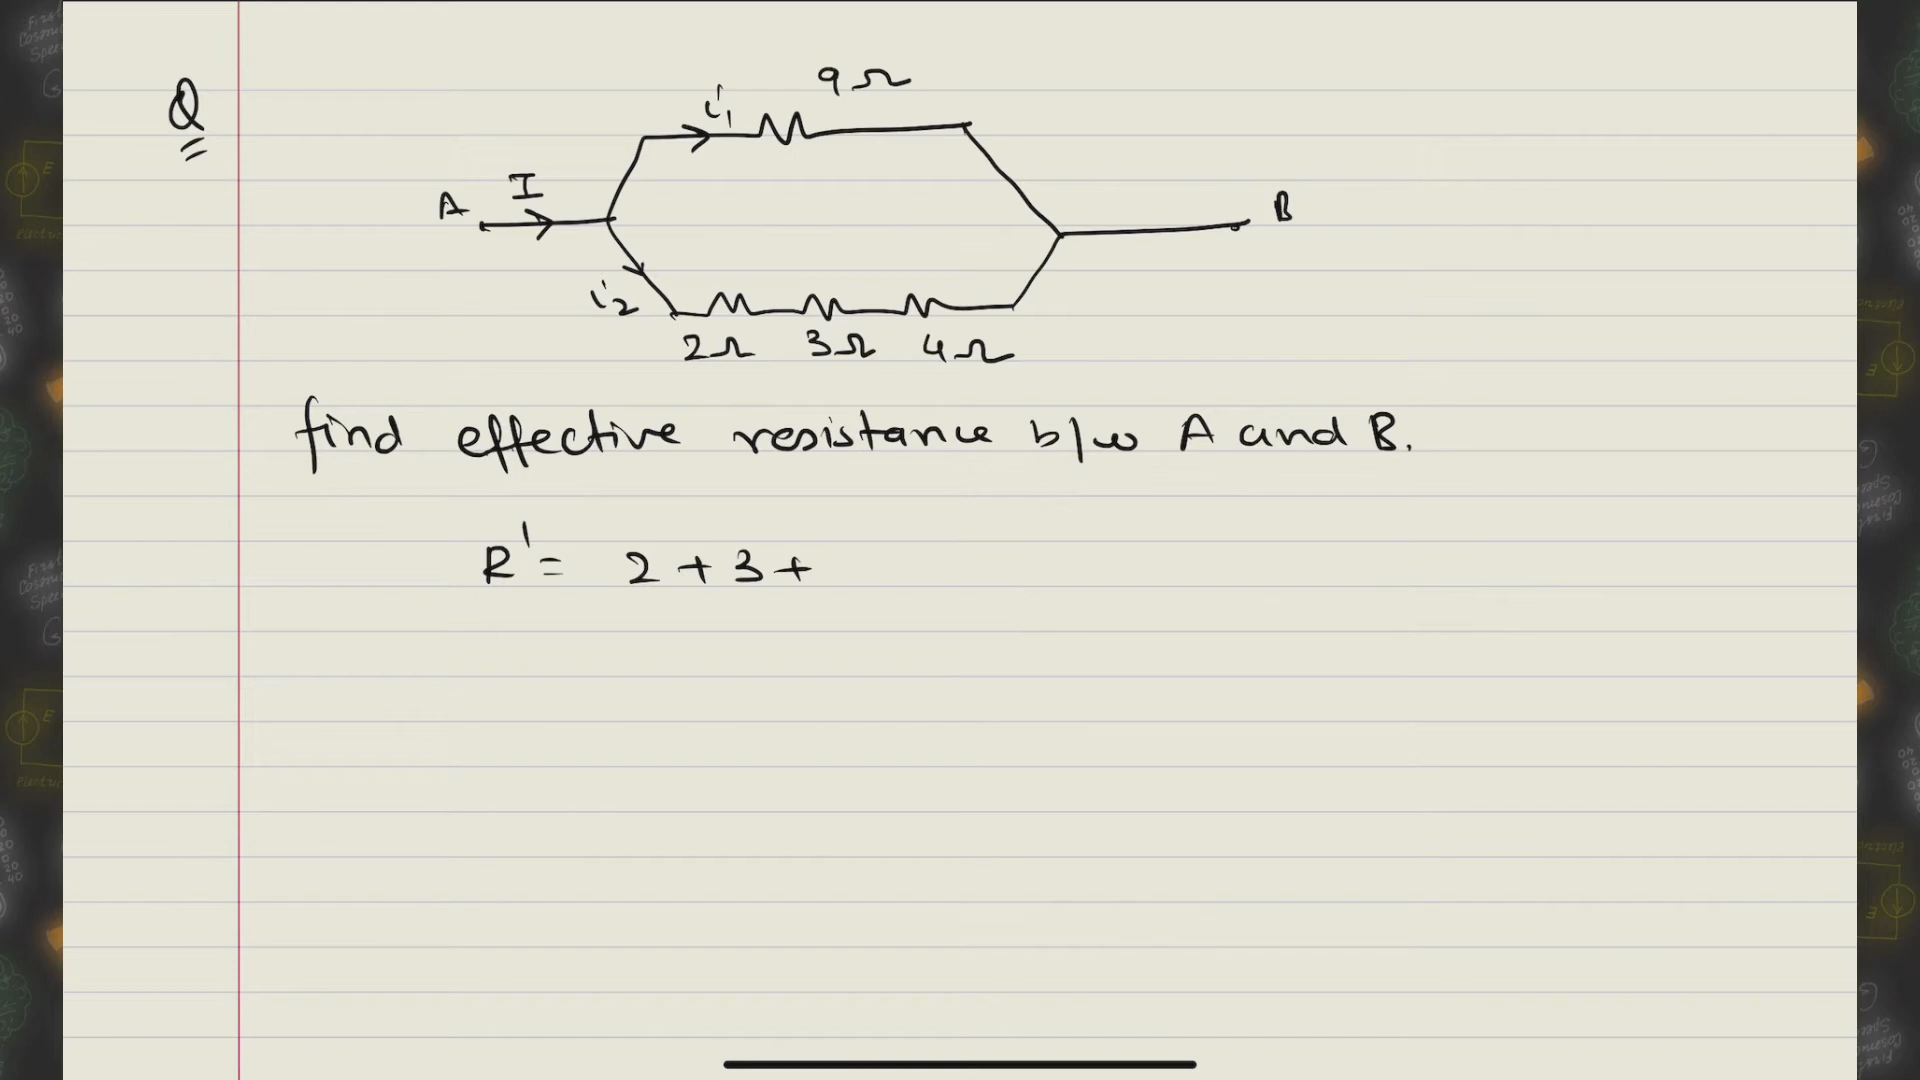 Q
9Ω
i₁
A I B
i₂
2Ω 3Ω 4Ω
find effective resistance b/w A and B.
R' = 2 + 3 +